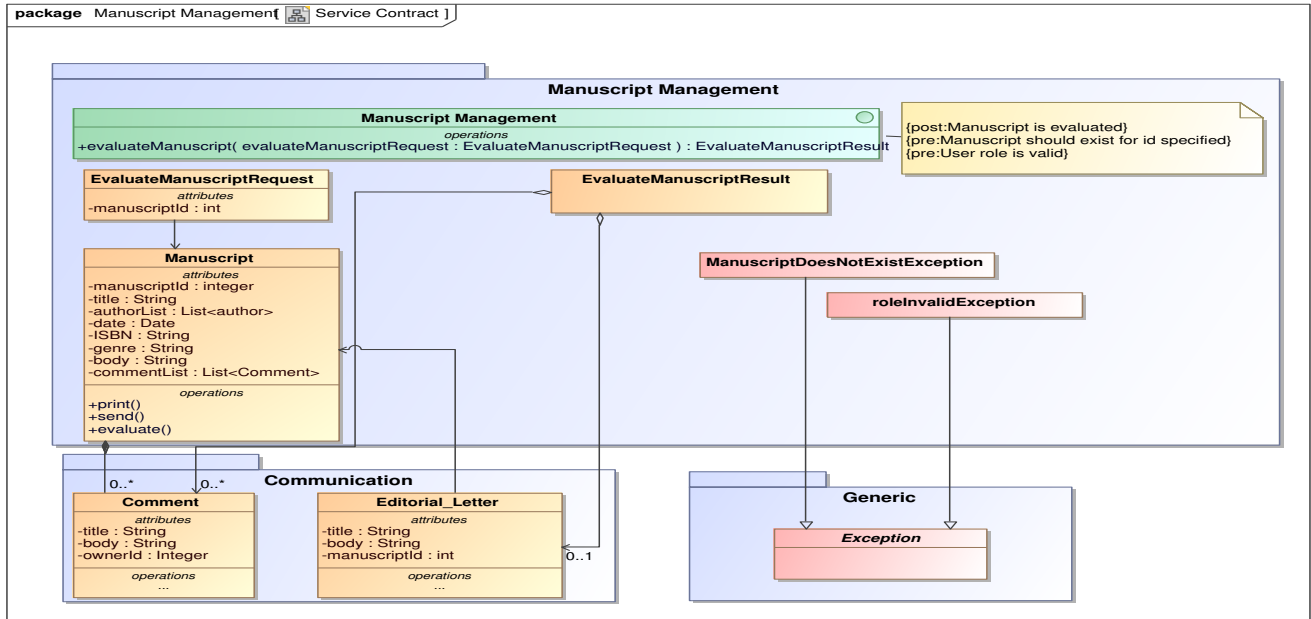 package Manuscript Management[ Service Contract ]
Manuscript Management
Manuscript Management
operations
+evaluateManuscript( evaluateManuscriptRequest : EvaluateManuscriptRequest ) : EvaluateManuscriptResult
{post:Manuscript is evaluated}
{pre:Manuscript should exist for id specified}
{pre:User role is valid}
EvaluateManuscriptRequest
attributes
-manuscriptId : int
EvaluateManuscriptResult
Manuscript
attributes
-manuscriptId : integer
-title : String
-authorList : List<author>
-date : Date
-ISBN : String
-genre : String
-body : String
-commentList : List<Comment>
operations
+print()
+send()
+evaluate()
ManuscriptDoesNotExistException
roleInvalidException
Communication
0..*
0..*
Comment
attributes
-title : String
-body : String
-ownerId : Integer
operations
...
Editorial_Letter
attributes
-title : String
-body : String
-manuscriptId : int
operations
...
0..1
Generic
Exception